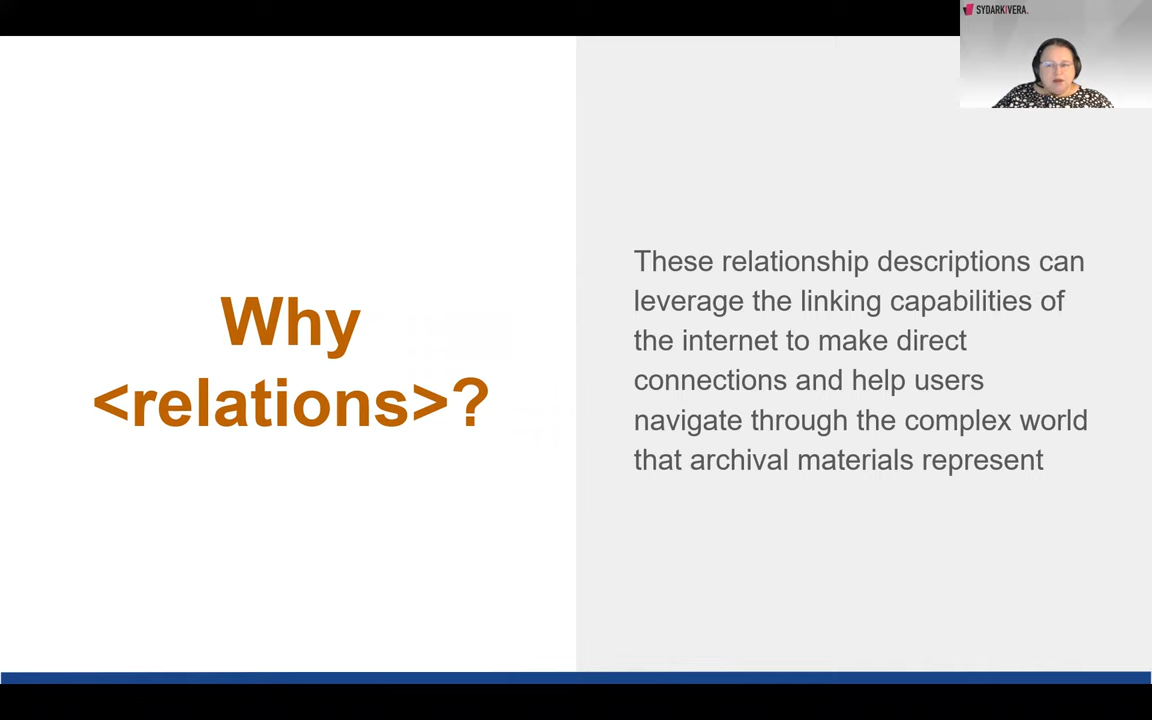 SYDARKIVERA.
Why
<relations>?
These relationship descriptions can
leverage the linking capabilities of
the internet to make direct
connections and help users
navigate through the complex world
that archival materials represent